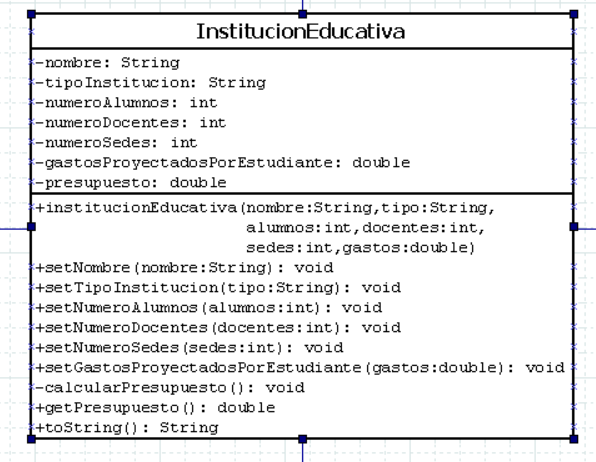 InstitucionEducativa
-nombre: String
-tipoInstitucion: String
-numeroAlumnos: int
-numeroDocentes: int
-numeroSedes: int
-gastosProyectadosPorEstudiante: double
-presupuesto: double
+institucionEducativa(nombre:String,tipo:String,
alumnos:int,docentes:int,
sedes:int,gastos:double)
+setNombre(nombre:String): void
+setTipoInstitucion(tipo:String): void
+setNumeroAlumnos(alumnos:int): void
+setNumeroDocentes(docentes:int): void
+setNumeroSedes(sedes:int): void
+setGastosProyectadosPorEstudiante(gastos:double): void
-calcularPresupuesto(): void
+getPresupuesto(): double
+toString(): String